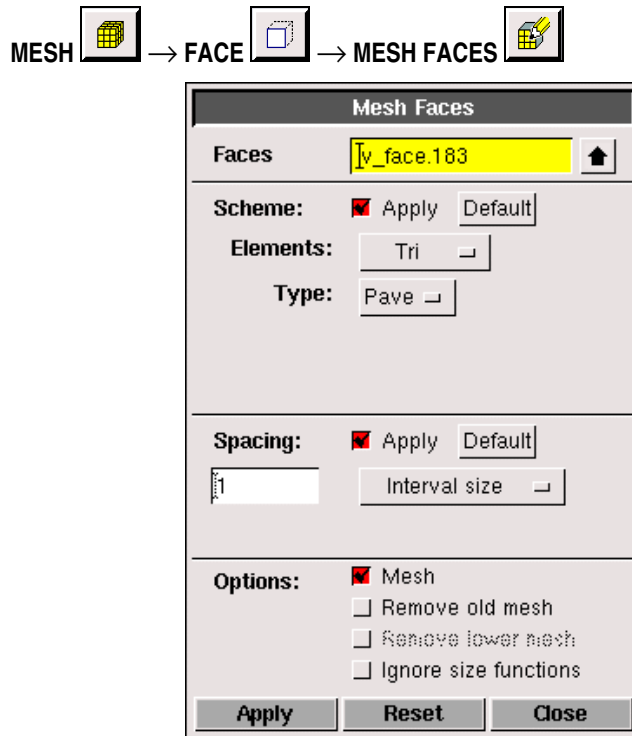 MESH → FACE → MESH FACES
Mesh Faces
Faces v_face.183
Scheme: Apply Default
Elements: Tri
Type: Pave
Spacing: Apply Default
1 Interval size
Options: Mesh
Remove old mesh
Remove lower mesh
Ignore size functions
Apply Reset Close